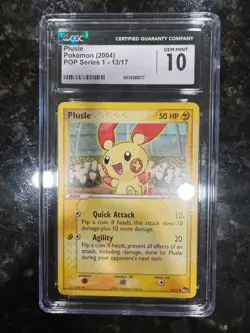 CGC
CERTIFIED GUARANTY COMPANY
Plusle
Pokémon (2004)
POP Series 1 - 13/17
GEM MINT
10
Plusle
50 HP
Quick Attack 10+
Flip a coin. If heads, this attack does 10
damage plus 10 more damage.
Agility 20
Flip a coin. If heads, prevent all effects of
an attack, including damage, done to
Plusle during your opponent's next turn.